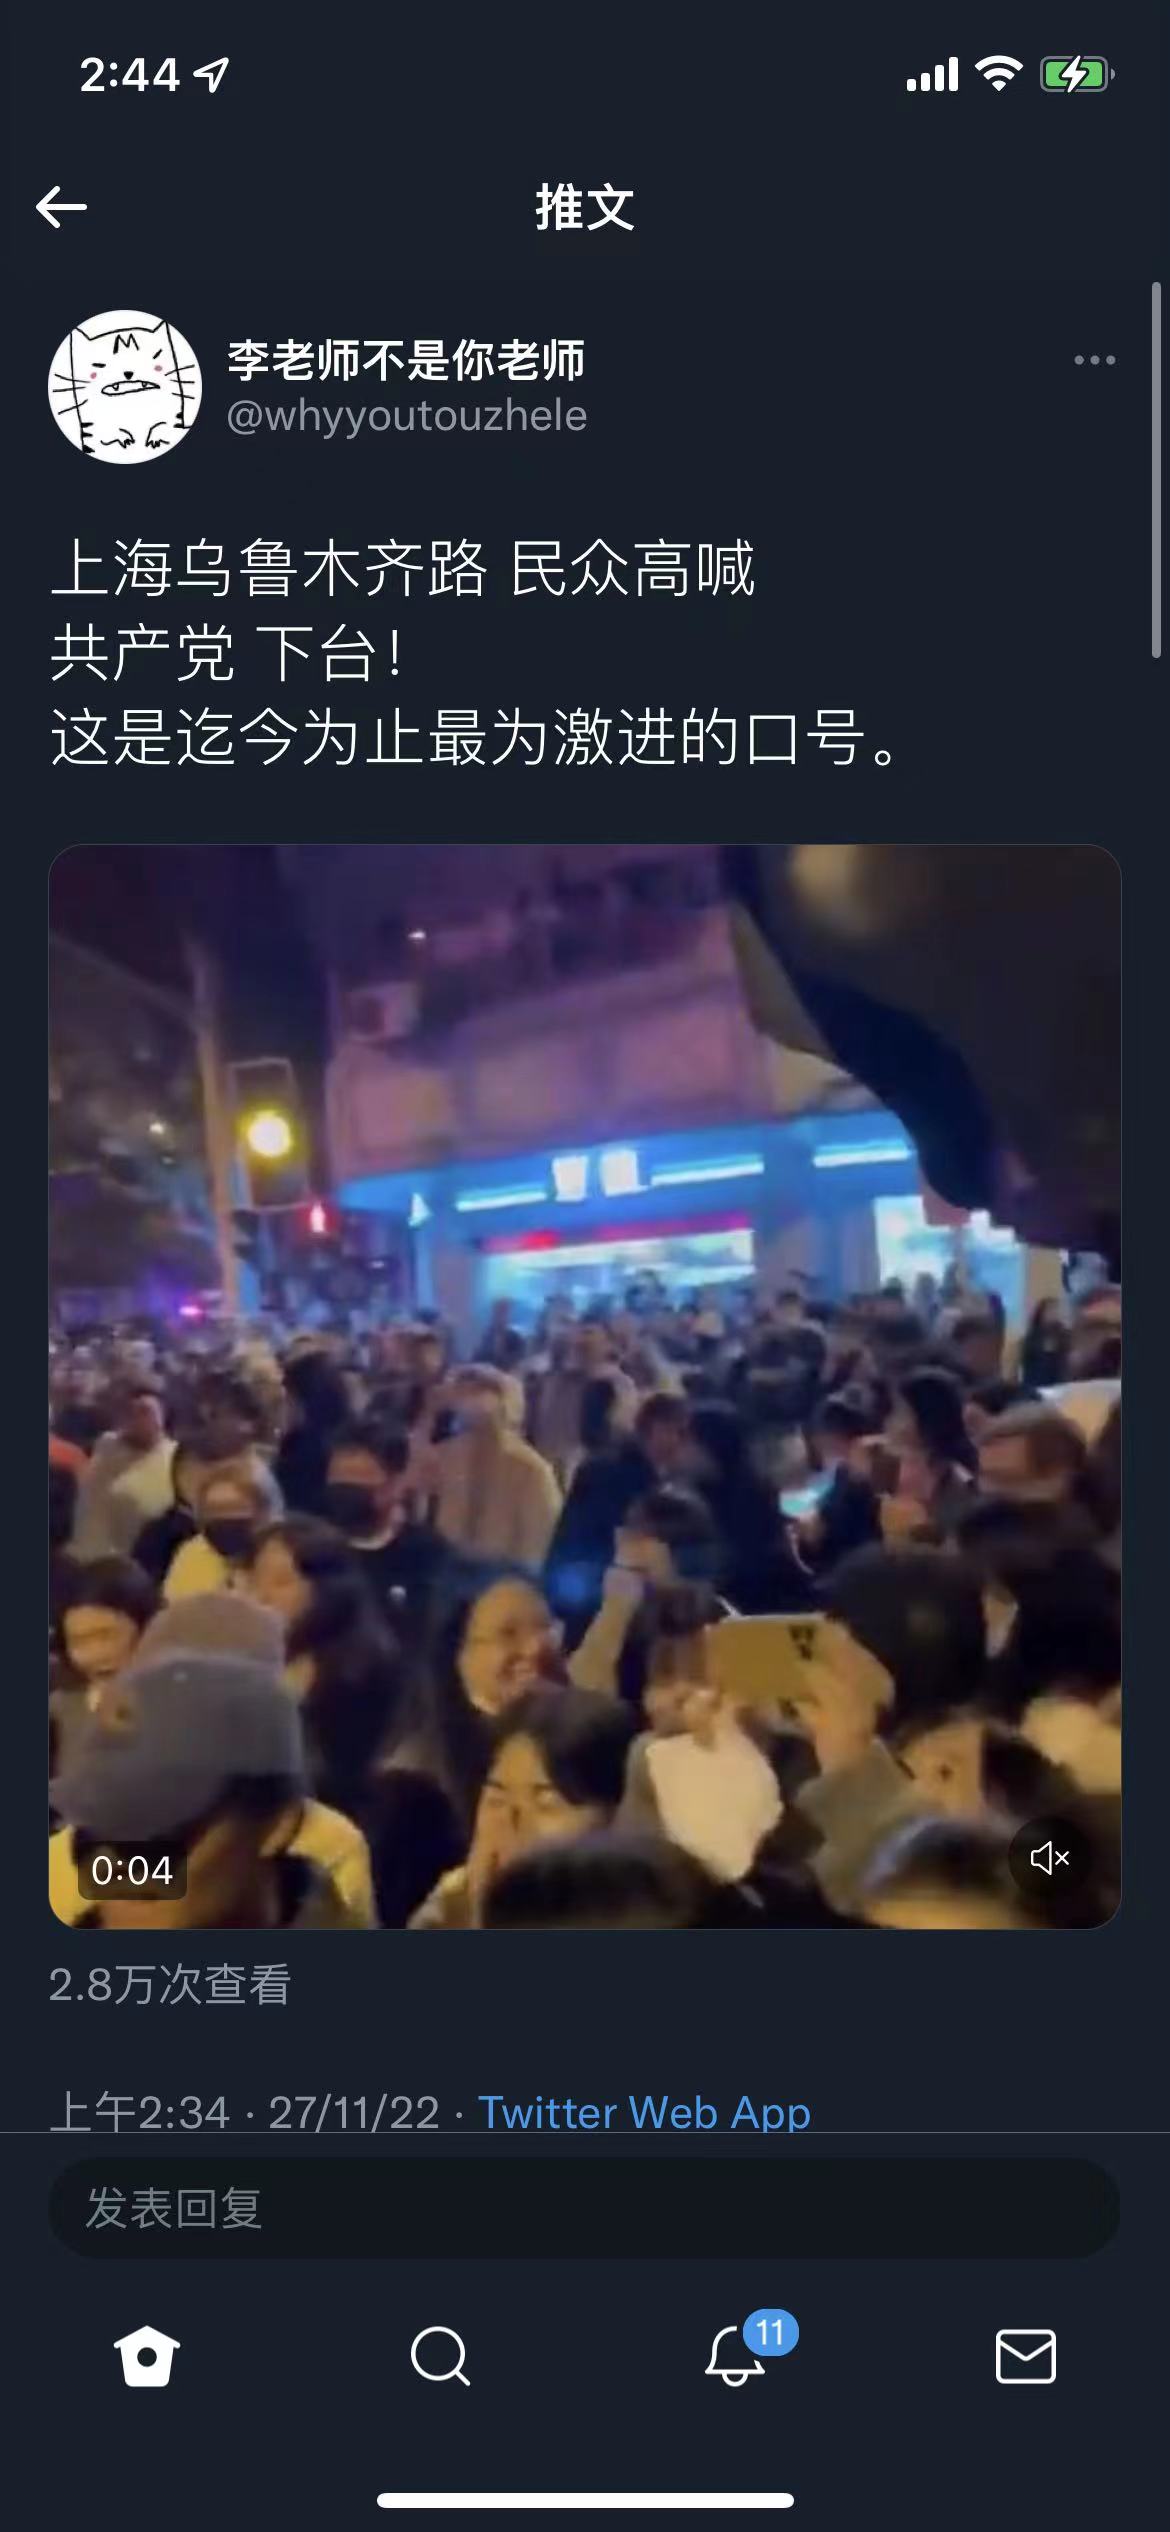 2:44
推文
李老师不是你老师
@whyyoutouzhele
上海乌鲁木齐路 民众高喊
共产党 下台！
这是迄今为止最为激进的口号。
0:04
2.8万次查看
上午2:34 · 27/11/22 · Twitter Web App
发表回复
11